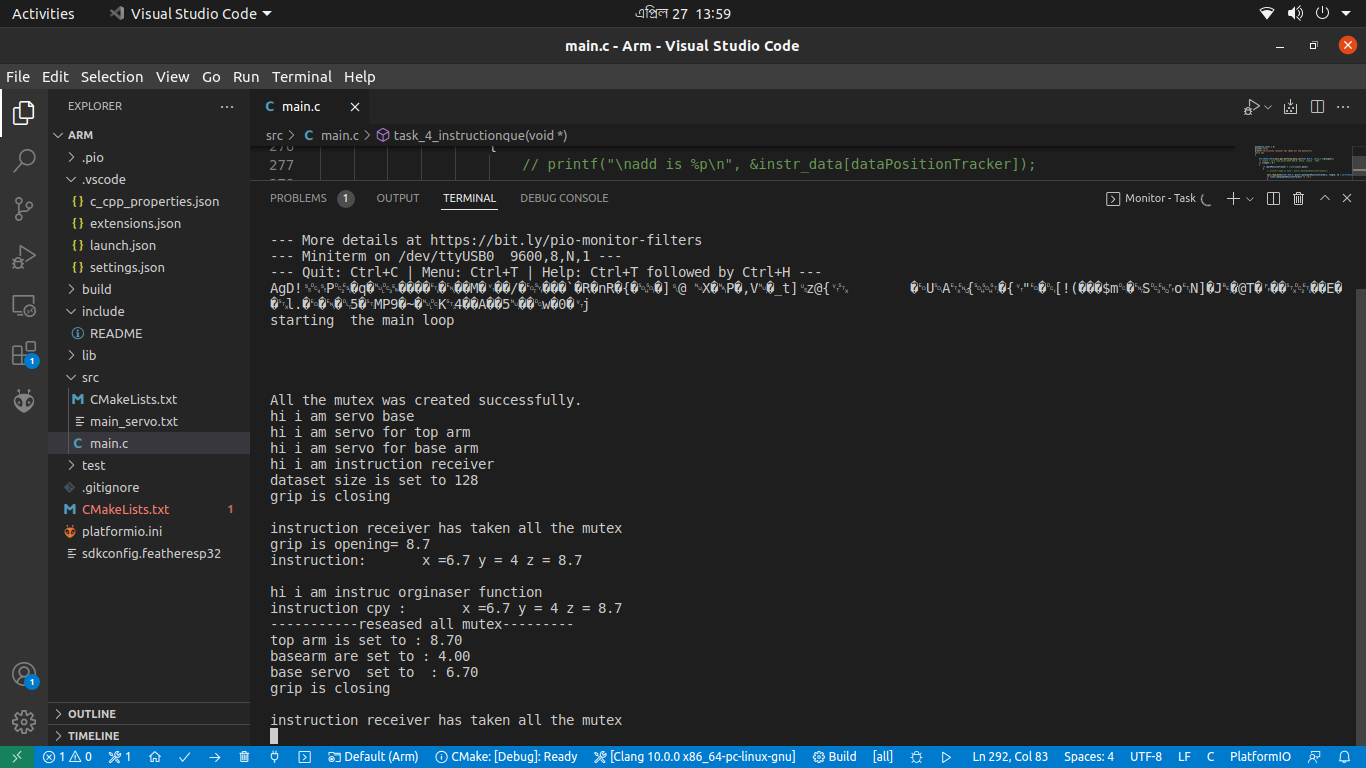 Activities
Visual Studio Code
এপ্রিল 27 13:59
main.c - Arm - Visual Studio Code
File Edit Selection View Go Run Terminal Help
EXPLORER
ARM
.pio
.vscode
c_cpp_properties.json
extensions.json
launch.json
settings.json
build
include
README
lib
src
CMakeLists.txt
main_servo.txt
main.c
test
.gitignore
CMakeLists.txt 1
platformio.ini
sdkconfig.featheresp32
OUTLINE
TIMELINE
1
1
main.c
src > C main.c > task_4_instructionque(void *)
276 {
277 // printf("\nadd is %p\n", &instr_data[dataPositionTracker]);
PROBLEMS 1 OUTPUT TERMINAL DEBUG CONSOLE
Monitor - Task
--- More details at https://bit.ly/pio-monitor-filters
--- Miniterm on /dev/ttyUSB0 9600,8,N,1 ---
--- Quit: Ctrl+C | Menu: Ctrl+T | Help: Ctrl+T followed by Ctrl+H ---
starting the main loop
All the mutex was created successfully.
hi i am servo base
hi i am servo for top arm
hi i am servo for base arm
hi i am instruction receiver
dataset size is set to 128
grip is closing
instruction receiver has taken all the mutex
grip is opening= 8.7
instruction: x =6.7 y = 4 z = 8.7
hi i am instruc orginaser function
instruction cpy : x =6.7 y = 4 z = 8.7
-----------reseased all mutex---------
top arm is set to : 8.70
basearm are set to : 4.00
base servo set to : 6.70
grip is closing
instruction receiver has taken all the mutex
1 0 1 Default (Arm) CMake: [Debug]: Ready [Clang 10.0.0 x86_64-pc-linux-gnu] Build [all] Ln 292, Col 83 Spaces: 4 UTF-8 LF C PlatformIO